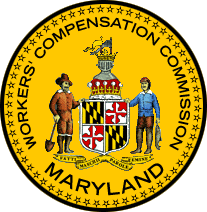 WORKERS' COMPENSATION COMMISSION
FATTI MASCHII PAROLE FEMINE
MARYLAND